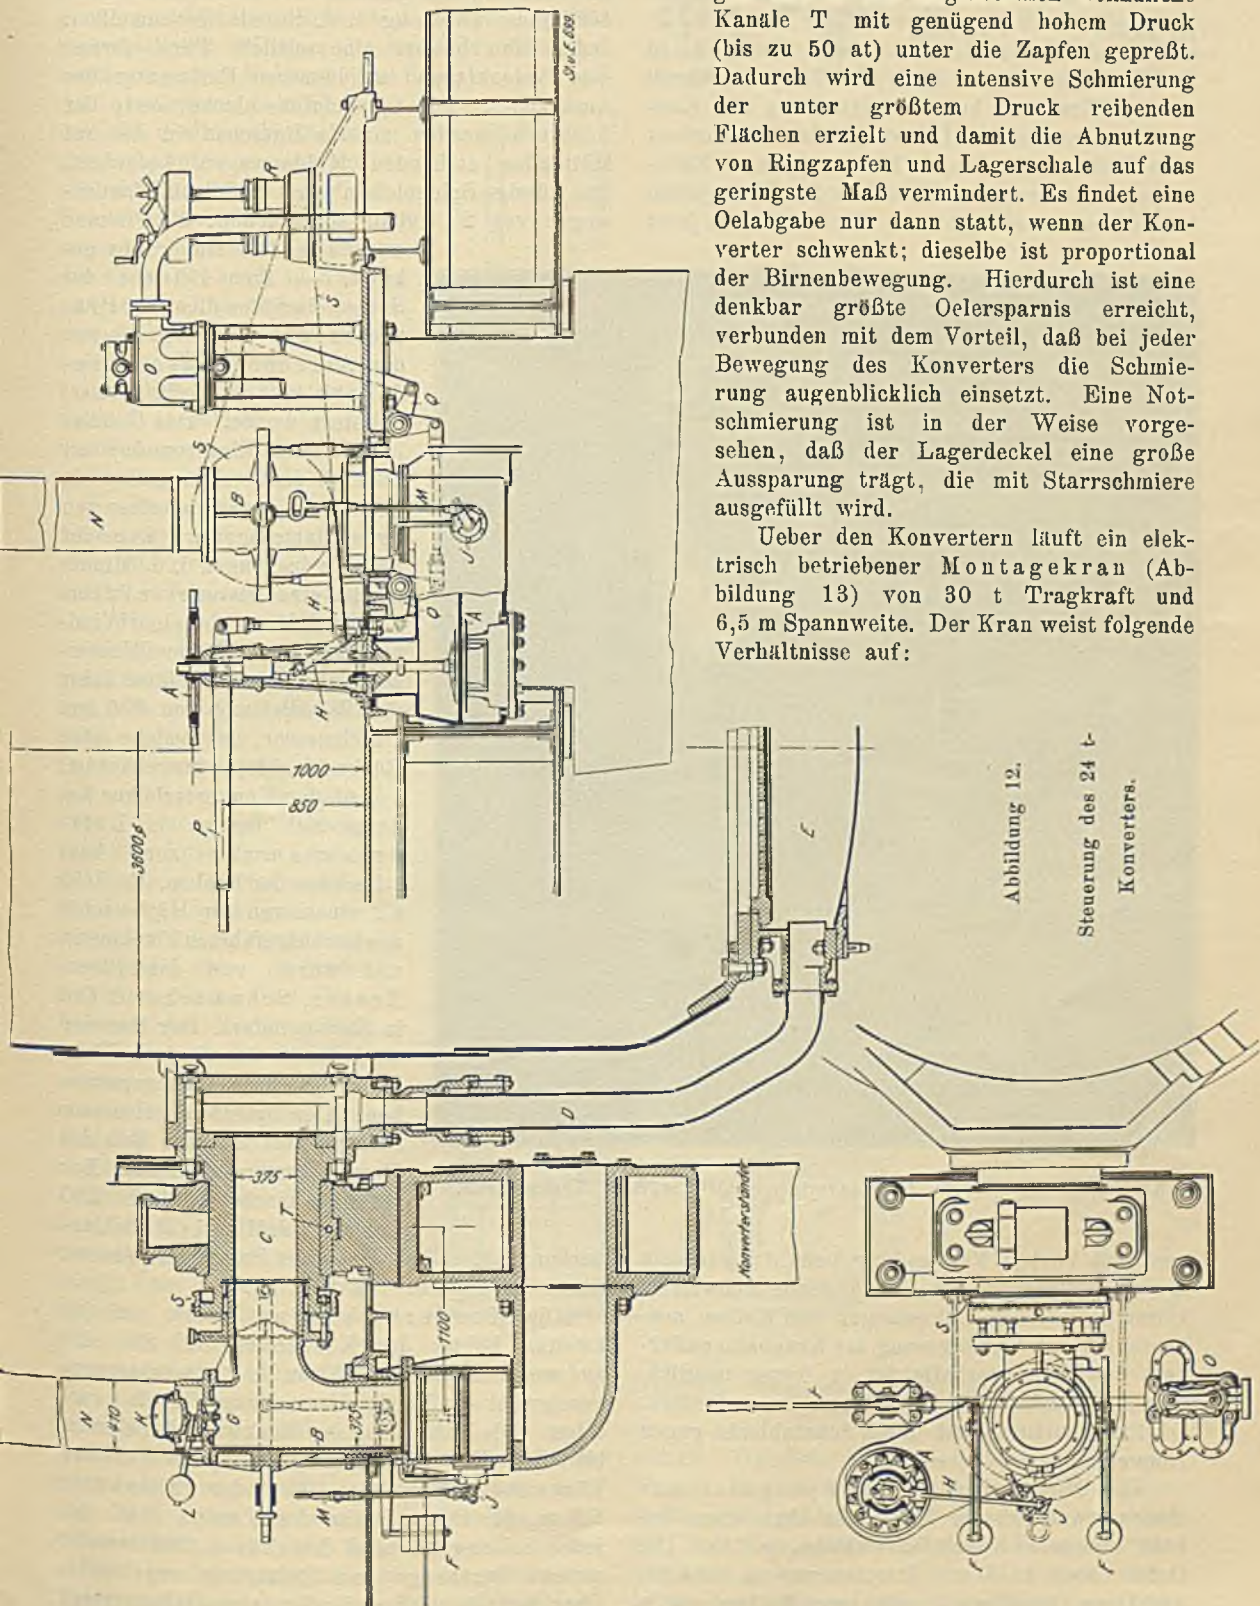 Kanäle T mit genügend hohem Druck
(bis zu 50 at) unter die Zapfen gepreßt.
Dadurch wird eine intensive Schmierung
der unter größtem Druck reibenden
Flächen erzielt und damit die Abnutzung
von Ringzapfen und Lagerschale auf das
geringste Maß vermindert. Es findet eine
Oelabgabe nur dann statt, wenn der Kon-
verter schwenkt; dieselbe ist proportional
der Birnenbewegung. Hierdurch ist eine
denkbar größte Oelersparnis erreicht,
verbunden mit dem Vorteil, daß bei jeder
Bewegung des Konverters die Schmie-
rung augenblicklich einsetzt. Eine Not-
schmierung ist in der Weise vorge-
sehen, daß der Lagerdeckel eine große
Aussparung trägt, die mit Starrschmiere
ausgefüllt wird.
Ueber den Konvertern läuft ein elek-
trisch betriebener Montagekran (Ab-
bildung 13) von 30 t Tragkraft und
6,5 m Spannweite. Der Kran weist folgende
Verhältnisse auf:
Abbildung 12.
Steuerung des 24 t-
Konverters.
St.u.E.699.
R
S
O
Q
S
B
N
M
J
H
Q
A
H
A
1000
850
P
3600 ø
E
D
375
T
C
S
Konverterständer
1100
N
410
K
G
B
375
L
M
J
F
S
C
O
A
H
J
F
F